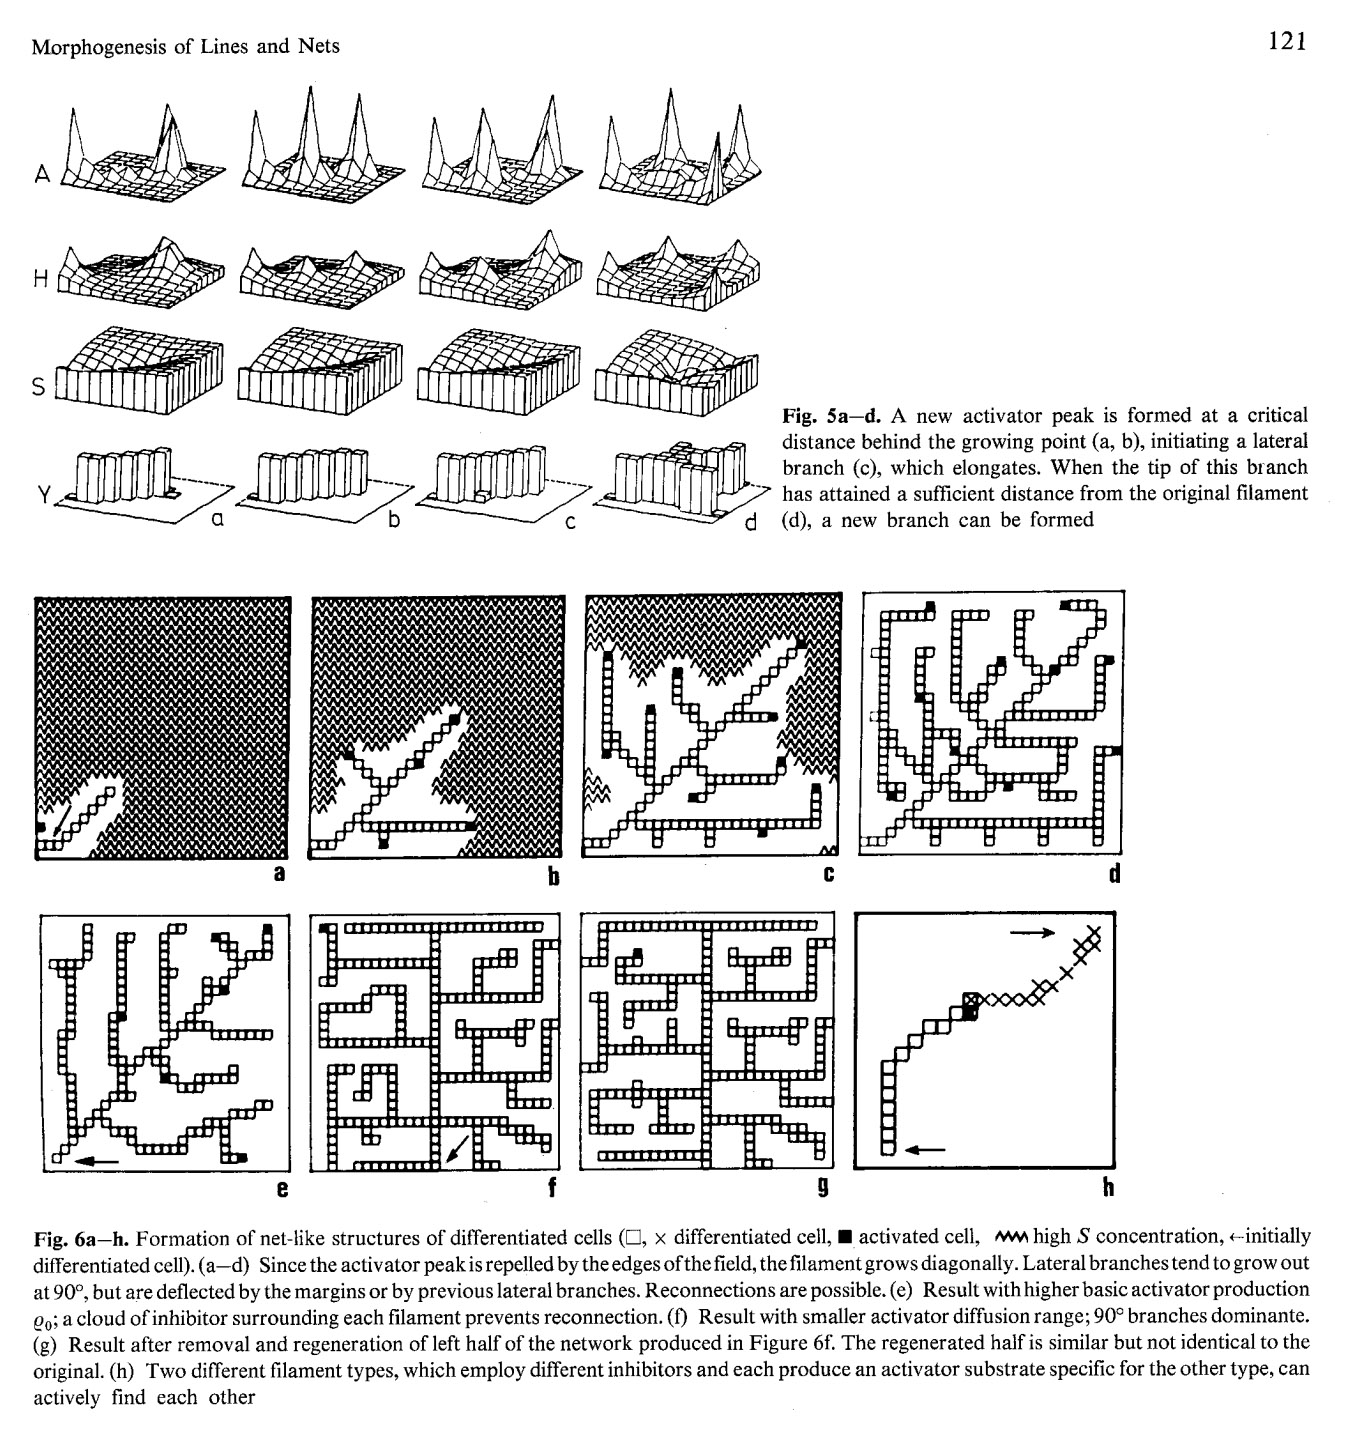 Morphogenesis of Lines and Nets
121
A
H
S
Y
a
b
c
d
Fig. 5a—d. A new activator peak is formed at a critical
distance behind the growing point (a, b), initiating a lateral
branch (c), which elongates. When the tip of this branch
has attained a sufficient distance from the original filament
(d), a new branch can be formed
a
b
c
d
e
f
g
h
Fig. 6a—h. Formation of net-like structures of differentiated cells (□, × differentiated cell, ■ activated cell, ʍʍ high S concentration, ←initially
differentiated cell). (a—d) Since the activator peak is repelled by the edges of the field, the filament grows diagonally. Lateral branches tend to grow out
at 90°, but are deflected by the margins or by previous lateral branches. Reconnections are possible. (e) Result with higher basic activator production
ϱ₀; a cloud of inhibitor surrounding each filament prevents reconnection. (f) Result with smaller activator diffusion range; 90° branches dominante.
(g) Result after removal and regeneration of left half of the network produced in Figure 6f. The regenerated half is similar but not identical to the
original. (h) Two different filament types, which employ different inhibitors and each produce an activator substrate specific for the other type, can
actively find each other